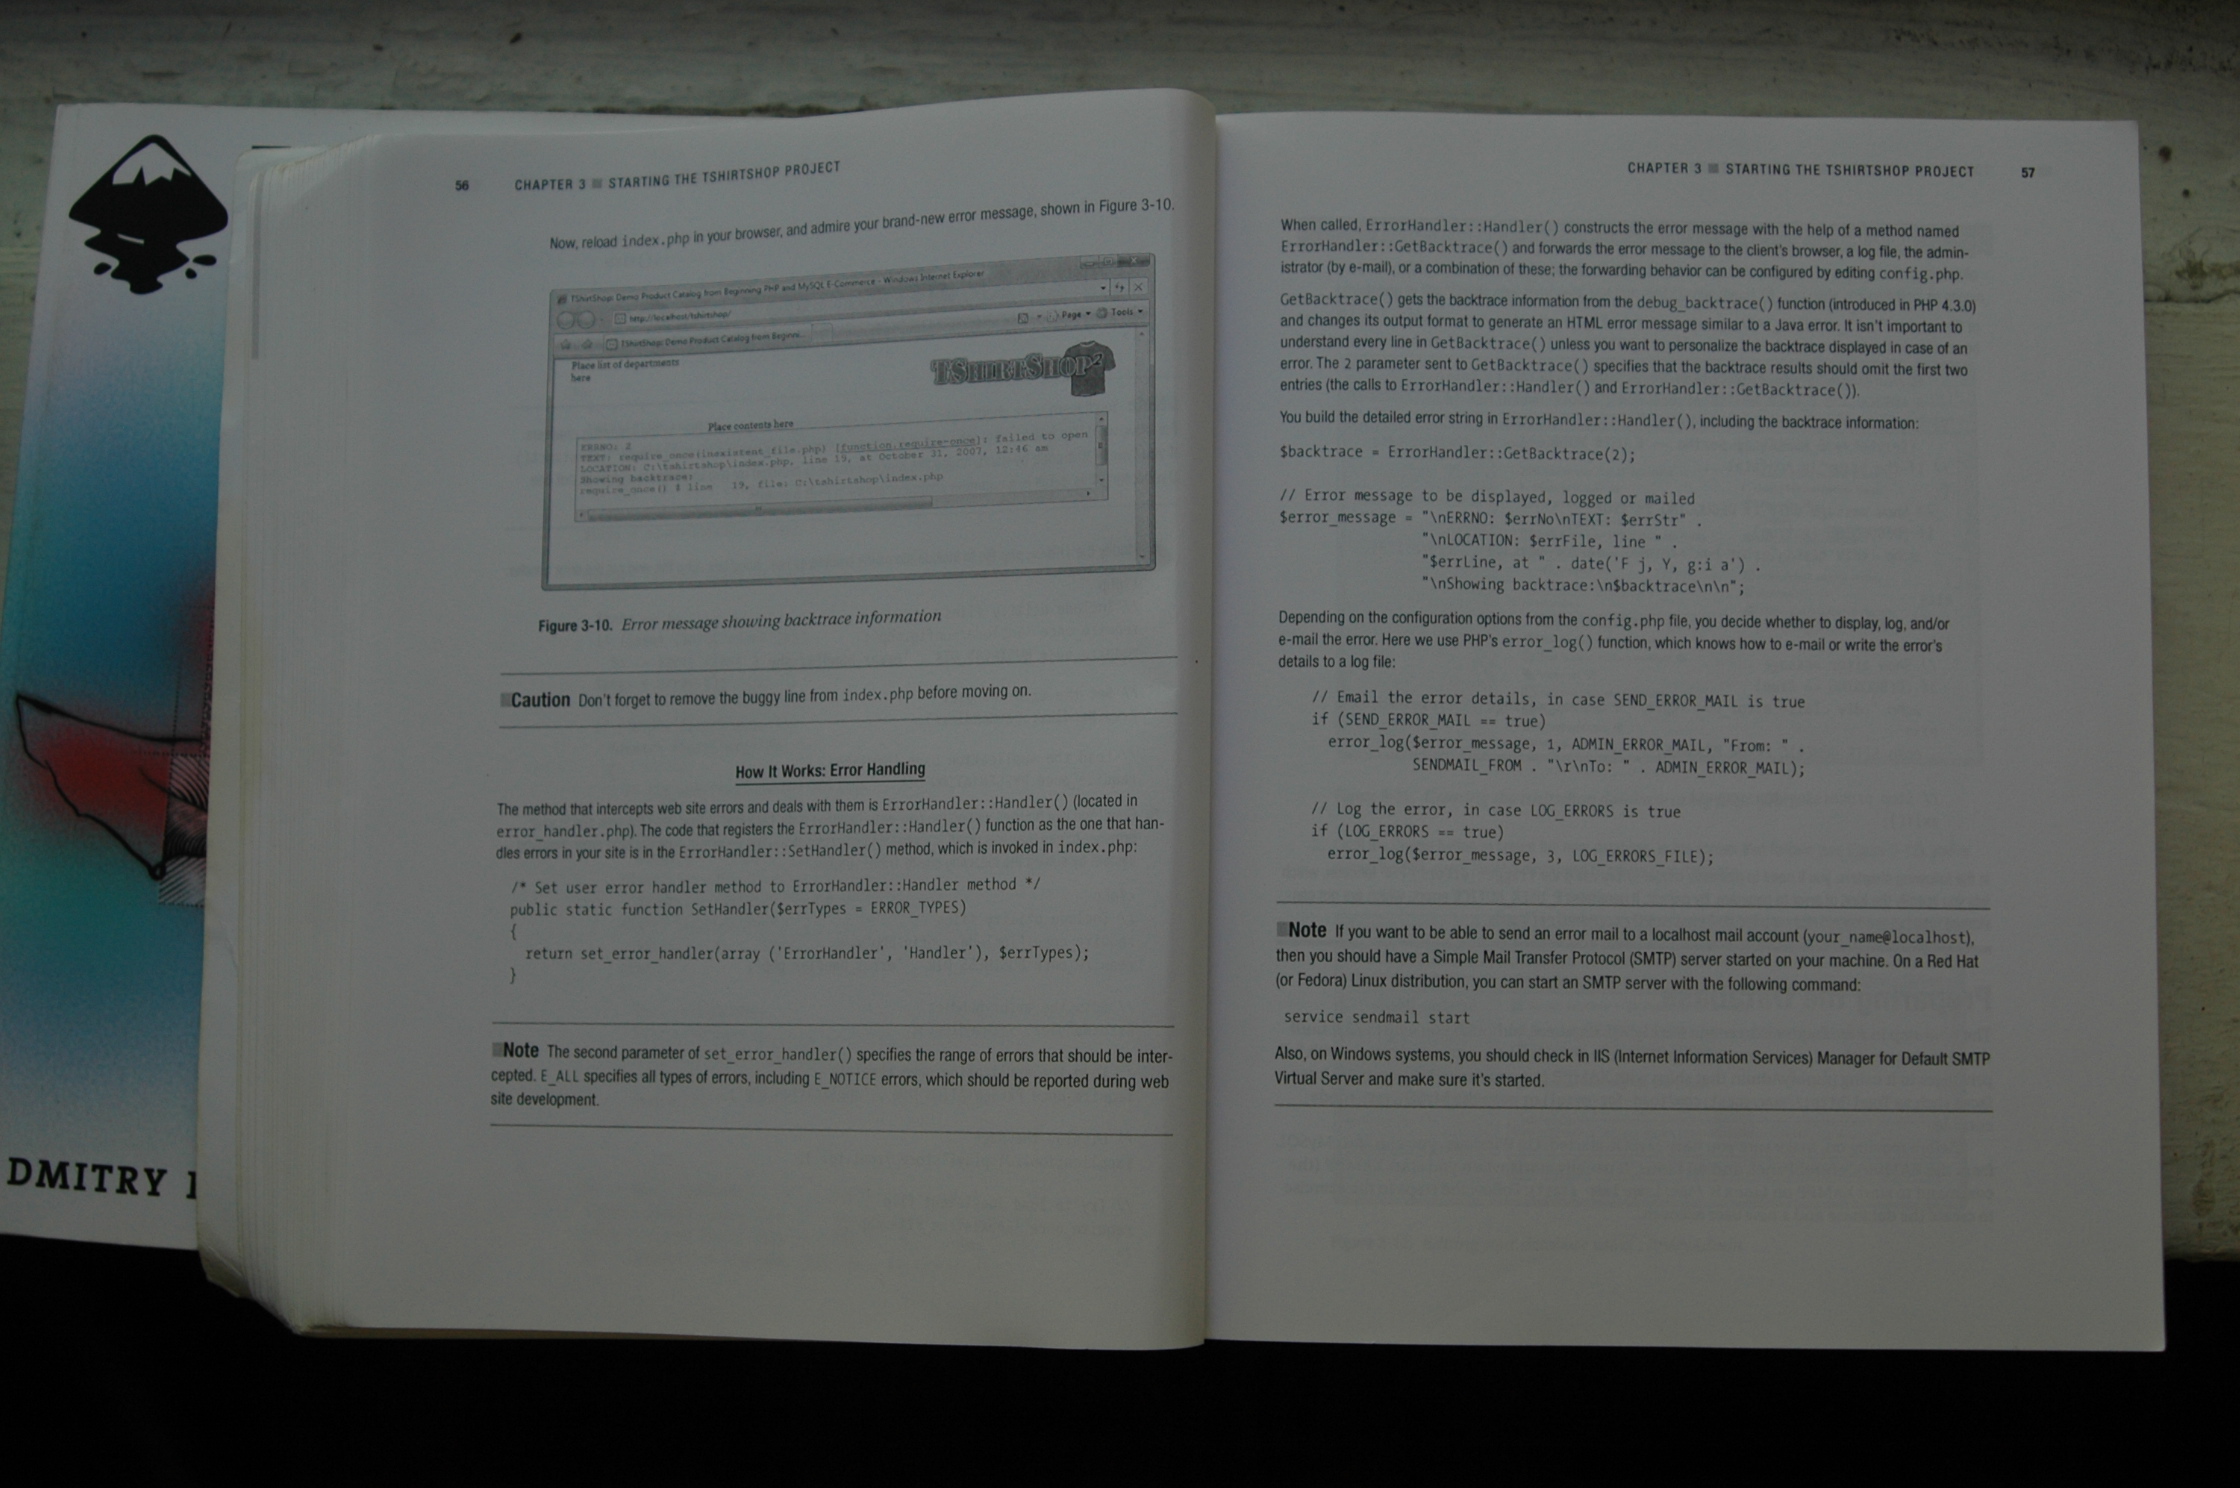 DMITRY
56 CHAPTER 3 ■ STARTING THE TSHIRTSHOP PROJECT
Now, reload index.php in your browser, and admire your brand-new error message, shown in Figure 3-10.
TShirtShop: Demo Product Catalog from Beginning PHP and MySQL E-Commerce - Windows Internet Explorer
http://localhost/tshirtshop/
Page Tools
TShirtShop: Demo Product Catalog from Beginni...
Place list of departments
here
TSHIRTSHOP
Place contents here
ERRNO: 2
TEXT: require_once(inexistent_file.php) [function.require-once]: failed to open
LOCATION: C:\tshirtshop\index.php, line 19, at October 31, 2007, 12:46 am
Showing backtrace:
require_once() # line 19, file: C:\tshirtshop\index.php
Figure 3-10. Error message showing backtrace information
■Caution Don't forget to remove the buggy line from index.php before moving on.
How It Works: Error Handling
The method that intercepts web site errors and deals with them is ErrorHandler::Handler() (located in
error_handler.php). The code that registers the ErrorHandler::Handler() function as the one that han-
dles errors in your site is in the ErrorHandler::SetHandler() method, which is invoked in index.php:
/* Set user error handler method to ErrorHandler::Handler method */
public static function SetHandler($errTypes = ERROR_TYPES)
{
return set_error_handler(array ('ErrorHandler', 'Handler'), $errTypes);
}
■Note The second parameter of set_error_handler() specifies the range of errors that should be inter-
cepted. E_ALL specifies all types of errors, including E_NOTICE errors, which should be reported during web
site development.
CHAPTER 3 ■ STARTING THE TSHIRTSHOP PROJECT 57
When called, ErrorHandler::Handler() constructs the error message with the help of a method named
ErrorHandler::GetBacktrace() and forwards the error message to the client's browser, a log file, the admin-
istrator (by e-mail), or a combination of these; the forwarding behavior can be configured by editing config.php.
GetBacktrace() gets the backtrace information from the debug_backtrace() function (introduced in PHP 4.3.0)
and changes its output format to generate an HTML error message similar to a Java error. It isn't important to
understand every line in GetBacktrace() unless you want to personalize the backtrace displayed in case of an
error. The 2 parameter sent to GetBacktrace() specifies that the backtrace results should omit the first two
entries (the calls to ErrorHandler::Handler() and ErrorHandler::GetBacktrace()).
You build the detailed error string in ErrorHandler::Handler(), including the backtrace information:
$backtrace = ErrorHandler::GetBacktrace(2);
// Error message to be displayed, logged or mailed
$error_message = "\nERRNO: $errNo\nTEXT: $errStr" .
"\nLOCATION: $errFile, line " .
"$errLine, at " . date('F j, Y, g:i a') .
"\nShowing backtrace:\n$backtrace\n\n";
Depending on the configuration options from the config.php file, you decide whether to display, log, and/or
e-mail the error. Here we use PHP's error_log() function, which knows how to e-mail or write the error's
details to a log file:
// Email the error details, in case SEND_ERROR_MAIL is true
if (SEND_ERROR_MAIL == true)
error_log($error_message, 1, ADMIN_ERROR_MAIL, "From: " .
SENDMAIL_FROM . "\r\nTo: " . ADMIN_ERROR_MAIL);
// Log the error, in case LOG_ERRORS is true
if (LOG_ERRORS == true)
error_log($error_message, 3, LOG_ERRORS_FILE);
■Note If you want to be able to send an error mail to a localhost mail account (your_name@localhost),
then you should have a Simple Mail Transfer Protocol (SMTP) server started on your machine. On a Red Hat
(or Fedora) Linux distribution, you can start an SMTP server with the following command:
service sendmail start
Also, on Windows systems, you should check in IIS (Internet Information Services) Manager for Default SMTP
Virtual Server and make sure it's started.